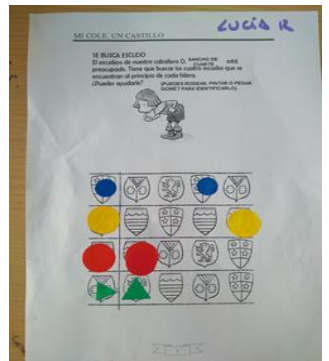 LUCÍA R
MI COLE, UN CASTILLO
SE BUSCA ESCUDO
El escudero de nuestro caballero D. SANCHO DE CUARTE está
preocupado. Tiene que buscar los cuatro escudos que se
encuentran al principio de cada hilera.
¿Puedes ayudarle? (PUEDES RODEAR, PINTAR O PEGAR
GOMET PARA IDENTIFICARLO)